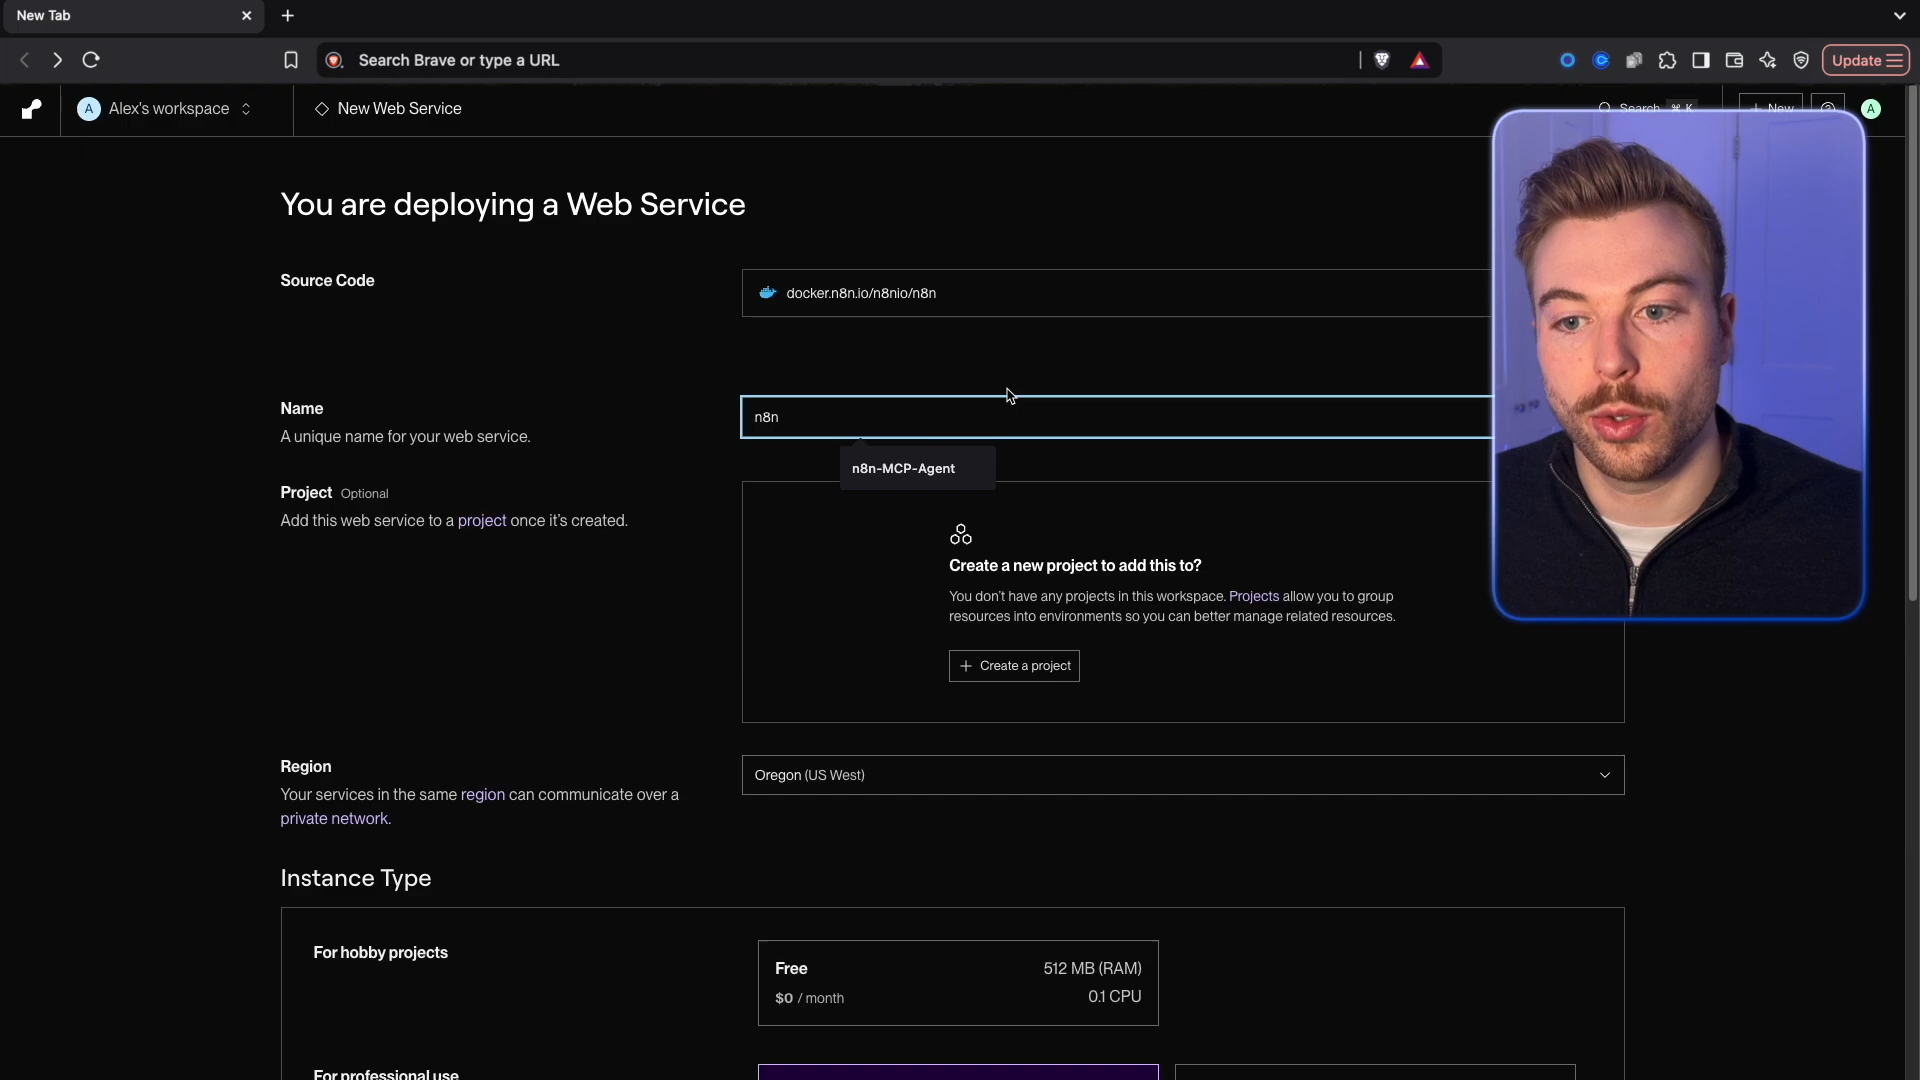 New Tab
Search Brave or type a URL
Update
A
Alex's workspace
New Web Service
Search
⌘ K
+ New
A
You are deploying a Web Service
Source Code
docker.n8n.io/n8nio/n8n
Name
A unique name for your web service.
n8n
n8n-MCP-Agent
Project Optional
Add this web service to a project once it's created.
Create a new project to add this to?
You don't have any projects in this workspace. Projects allow you to group
resources into environments so you can better manage related resources.
+ Create a project
Region
Your services in the same region can communicate over a
private network.
Oregon (US West)
Instance Type
For hobby projects
Free
512 MB (RAM)
$0 / month
0.1 CPU
For professional use